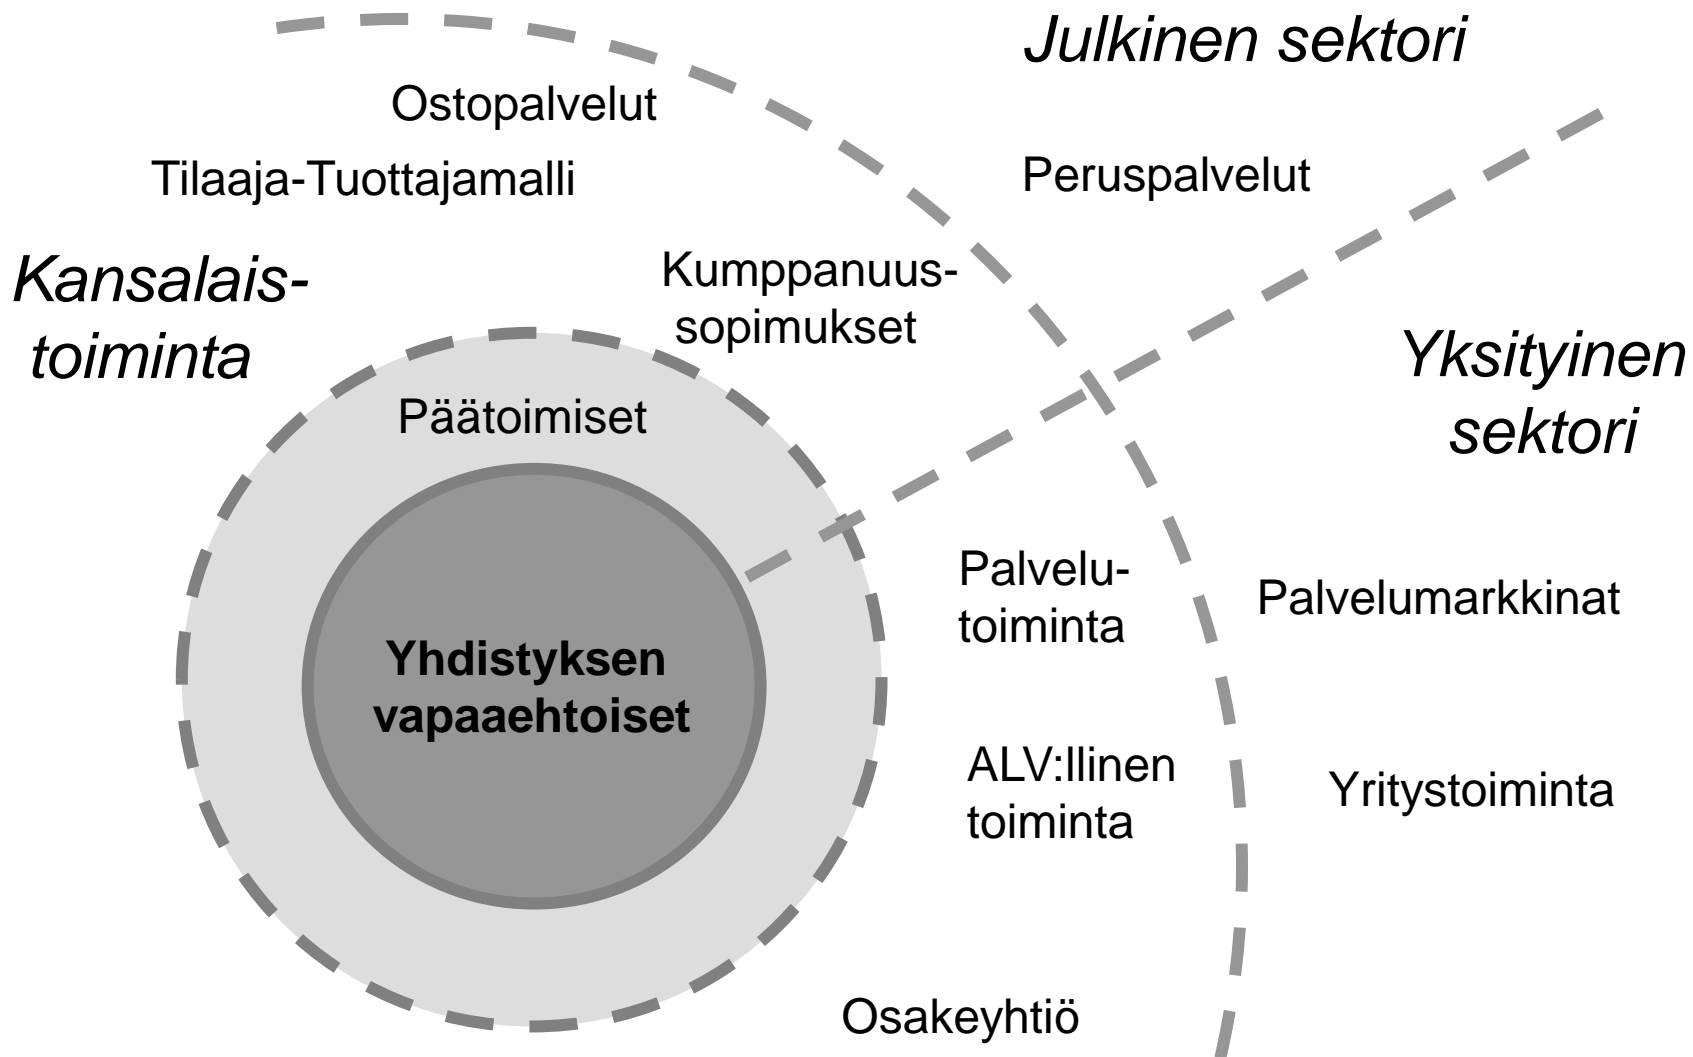 Julkinen sektori
Ostopalvelut
Tilaaja-Tuottajamalli
Peruspalvelut
Kansalais-
toiminta
Kumppanuus-
sopimukset
Yksityinen
sektori
Päätoimiset
Palvelu-
toiminta
Palvelumarkkinat
Yhdistyksen
vapaaehtoiset
ALV:llinen
toiminta
Yritystoiminta
Osakeyhtiö